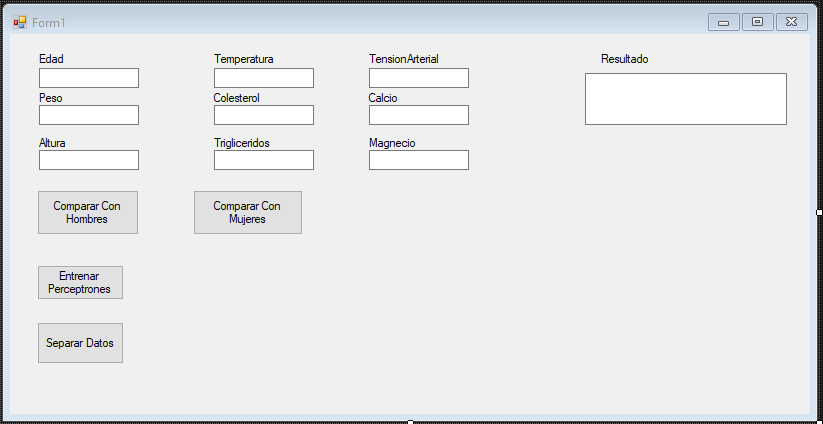 Form1
Edad
Temperatura
TensionArterial
Resultado
Peso
Colesterol
Calcio
Altura
Trigliceridos
Magnecio
Comparar Con
Hombres
Comparar Con
Mujeres
Entrenar
Perceptrones
Separar Datos